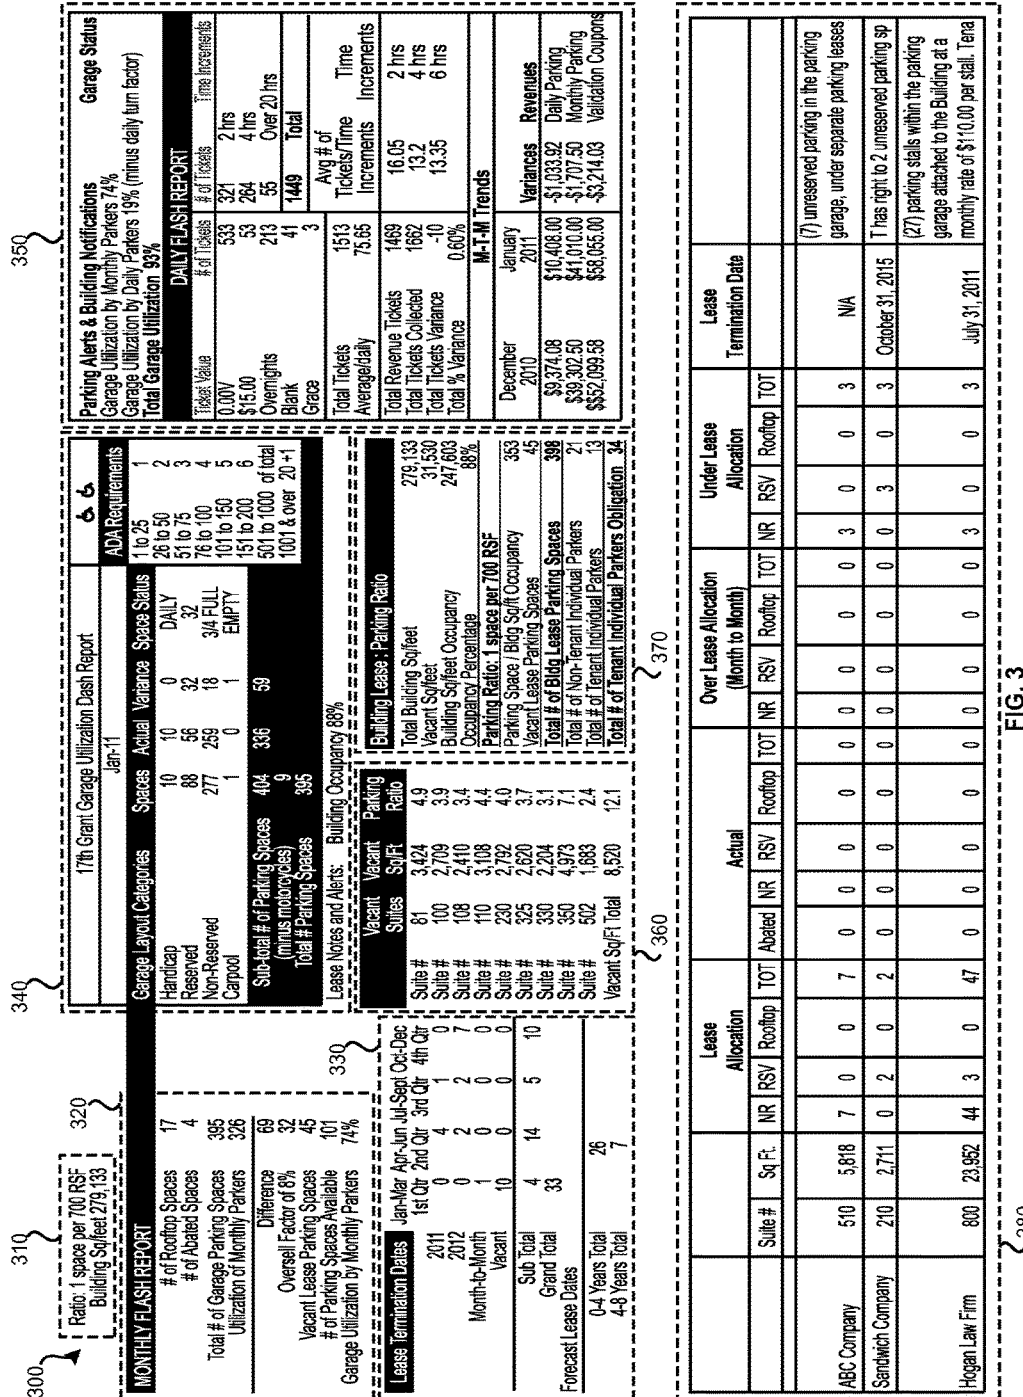 300
310
Ratio: 1 space per 700 RSF
Building Sq/feet 279,133
320
MONTHLY FLASH REPORT
# of Rooftop Spaces 17
# of Abated Spaces 4
Total # of Garage Parking Spaces 395
Utilization of Monthly Parkers 326
Difference 69
Oversell Factor of 8% 32
Vacant Lease Parking Spaces 45
# of Parking Spaces Available 101
Garage Utilization by Monthly Parkers 74%
330
Lease Termination Dates Jan-Mar Apr-Jun Jul-Sept Oct-Dec
1st Qtr 2nd Qtr 3rd Qtr 4th Qtr
2011 0 4 1 0
2012 0 2 2 7
Month-to-Month 1 0 0 0
Vacant 10 0 0 0
Sub Total 4 14 5 10
Grand Total 33
Forecast Lease Dates
0-4 Years Total 26
4-8 Years Total 7
340
17th Grant Garage Utilization Dash Report
Jan-11
Garage Layout Categories Spaces Actual Variance Space Status
Handicap 10 10 0 DAILY
Reserved 88 56 32 32
Non-Reserved 277 259 18 3/4 FULL
Carpool 1 0 1 EMPTY
Sub-total # of Parking Spaces 404 336 59
(minus motorcycles) 9
Total # Parking Spaces 395
Lease Notes and Alerts: Building Occupancy 88%
ADA Requirements
1 to 25 1
26 to 50 2
51 to 75 3
76 to 100 4
101 to 150 5
151 to 200 6
501 to 1000 of total
1001 & over 20 +1
350
Parking Alerts & Building Notifications Garage Status
Garage Utilization by Monthly Parkers 74%
Garage Utilization by Daily Parkers 19% (minus daily turn factor)
Total Garage Utilization 93%
DAILY FLASH REPORT
Ticket Value # of Tickets # of Tickets Time Increments
0.00V 533 321 2 hrs
$15.00 53 264 4 hrs
Overnights 213 55 Over 20 hrs
Blank 41 1449 Total
Grace 3
Avg # of
Tickets/Time Time
Increments Increments
Total Tickets 1513
Average/daily 75.65
Total Revenue Tickets 1469 16.05 2 hrs
Total Tickets Collected 1662 13.2 4 hrs
Total Tickets Variance -10 13.35 6 hrs
Total % Variance 0.60%
M-T-M Trends
December January Variances Revenues
2010 2011
$9,374.08 $10,408.00 -$1,033.92 Daily Parking
$39,302.50 $41,010.00 -$1,707.50 Monthly Parking
$$52,099.58 $58,055.00 -$3,214.03 Validation Coupons
360
Vacant Vacant Parking
Suites Sq/Ft Ratio
Suite # 81 3,424 4.9
Suite # 100 2,709 3.9
Suite # 108 2,410 3.4
Suite # 110 3,108 4.4
Suite # 230 2,792 4.0
Suite # 325 2,620 3.7
Suite # 330 2,204 3.1
Suite # 350 4,973 7.1
Suite # 502 1,683 2.4
Vacant Sq/Ft Total 8,520 12.1
370
Building Lease : Parking Ratio
Total Building Sq/feet 279,133
Vacant Sq/feet 31,530
Building Sq/feet Occupancy 247,603
Occupancy Percentage 88%
Parking Ratio: 1 space per 700 RSF
Parking Space / Bldg Sq/ft Occupancy 353
Vacant Lease Parking Spaces 45
Total # of Bldg Lease Parking Spaces 398
Total # of Non-Tenant Individual Parkers 21
Total # of Tenant Individual Parkers 13
Total # of Tenant Individual Parkers Obligation 34
380
Lease Allocation Actual Over Lease Allocation (Month to Month) Under Lease Allocation Lease Termination Date
Suite # Sq Ft. NR RSV Rooftop TOT Abated NR RSV Rooftop TOT NR RSV Rooftop TOT NR RSV Rooftop TOT
ABC Company 510 5,818 7 0 0 7 0 0 0 0 0 0 0 0 0 3 0 0 3 N/A (7) unreserved parking in the parking
garage, under separate parking leases
Sandwich Company 210 2,711 0 2 0 2 0 0 0 0 0 0 0 0 0 0 3 0 3 October 31, 2015 T has right to 2 unreserved parking sp
(27) parking stalls within the parking
garage attached to the Building at a
Hogan Law Firm 800 23,952 44 3 0 47 0 0 0 0 0 0 0 0 0 3 0 0 3 July 31, 2011 monthly rate of $110.00 per stall. Tena
FIG. 3